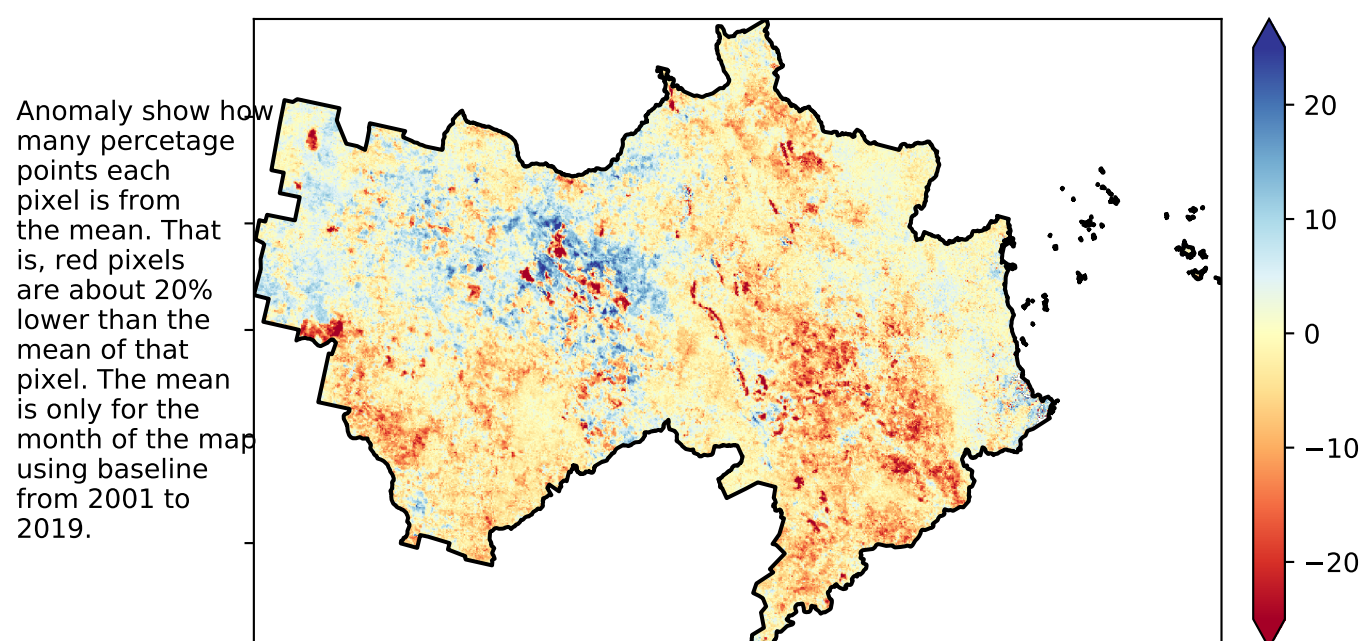 Anomaly show how
many percetage
points each
pixel is from
the mean. That
is, red pixels
are about 20%
lower than the
mean of that
pixel. The mean
is only for the
month of the map
using baseline
from 2001 to
2019.
20
10
0
−10
−20